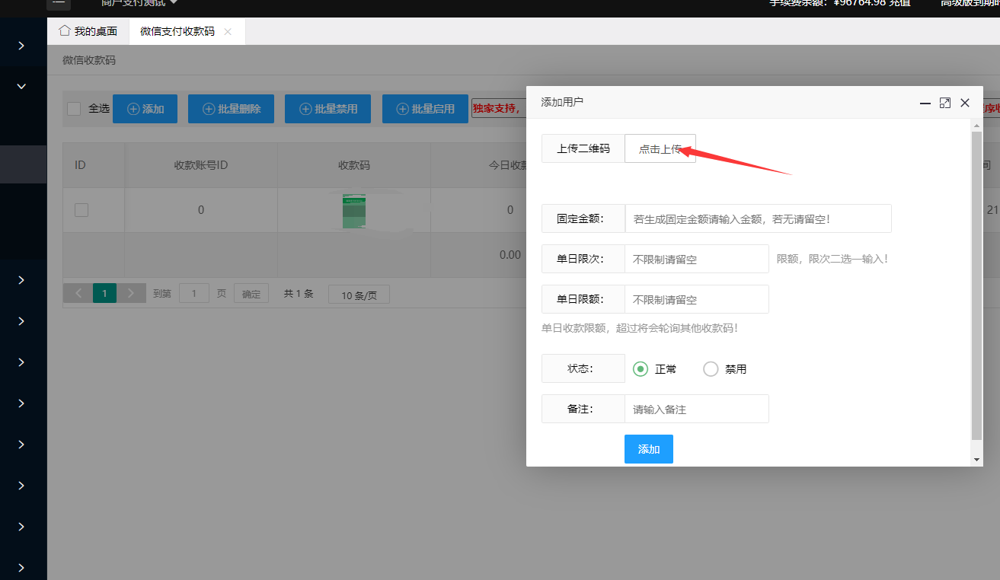 商户支付测试
手续费余额：¥96764.98 充值
高级版到期时
我的桌面
微信支付收款码
微信收款码
全选
添加
批量删除
批量禁用
批量启用
独家支持，
序收
ID
收款账号ID
收款码
今日收款
间
0
0
21
0.00
1
到第
1
页
确定
共 1 条
10 条/页
添加用户
上传二维码
点击上传
固定金额：
若生成固定金额请输入金额，若无请留空！
单日限次：
不限制请留空
限额，限次二选一输入！
单日限额：
不限制请留空
单日收款限额，超过将会轮询其他收款码！
状态：
正常
禁用
备注：
请输入备注
添加